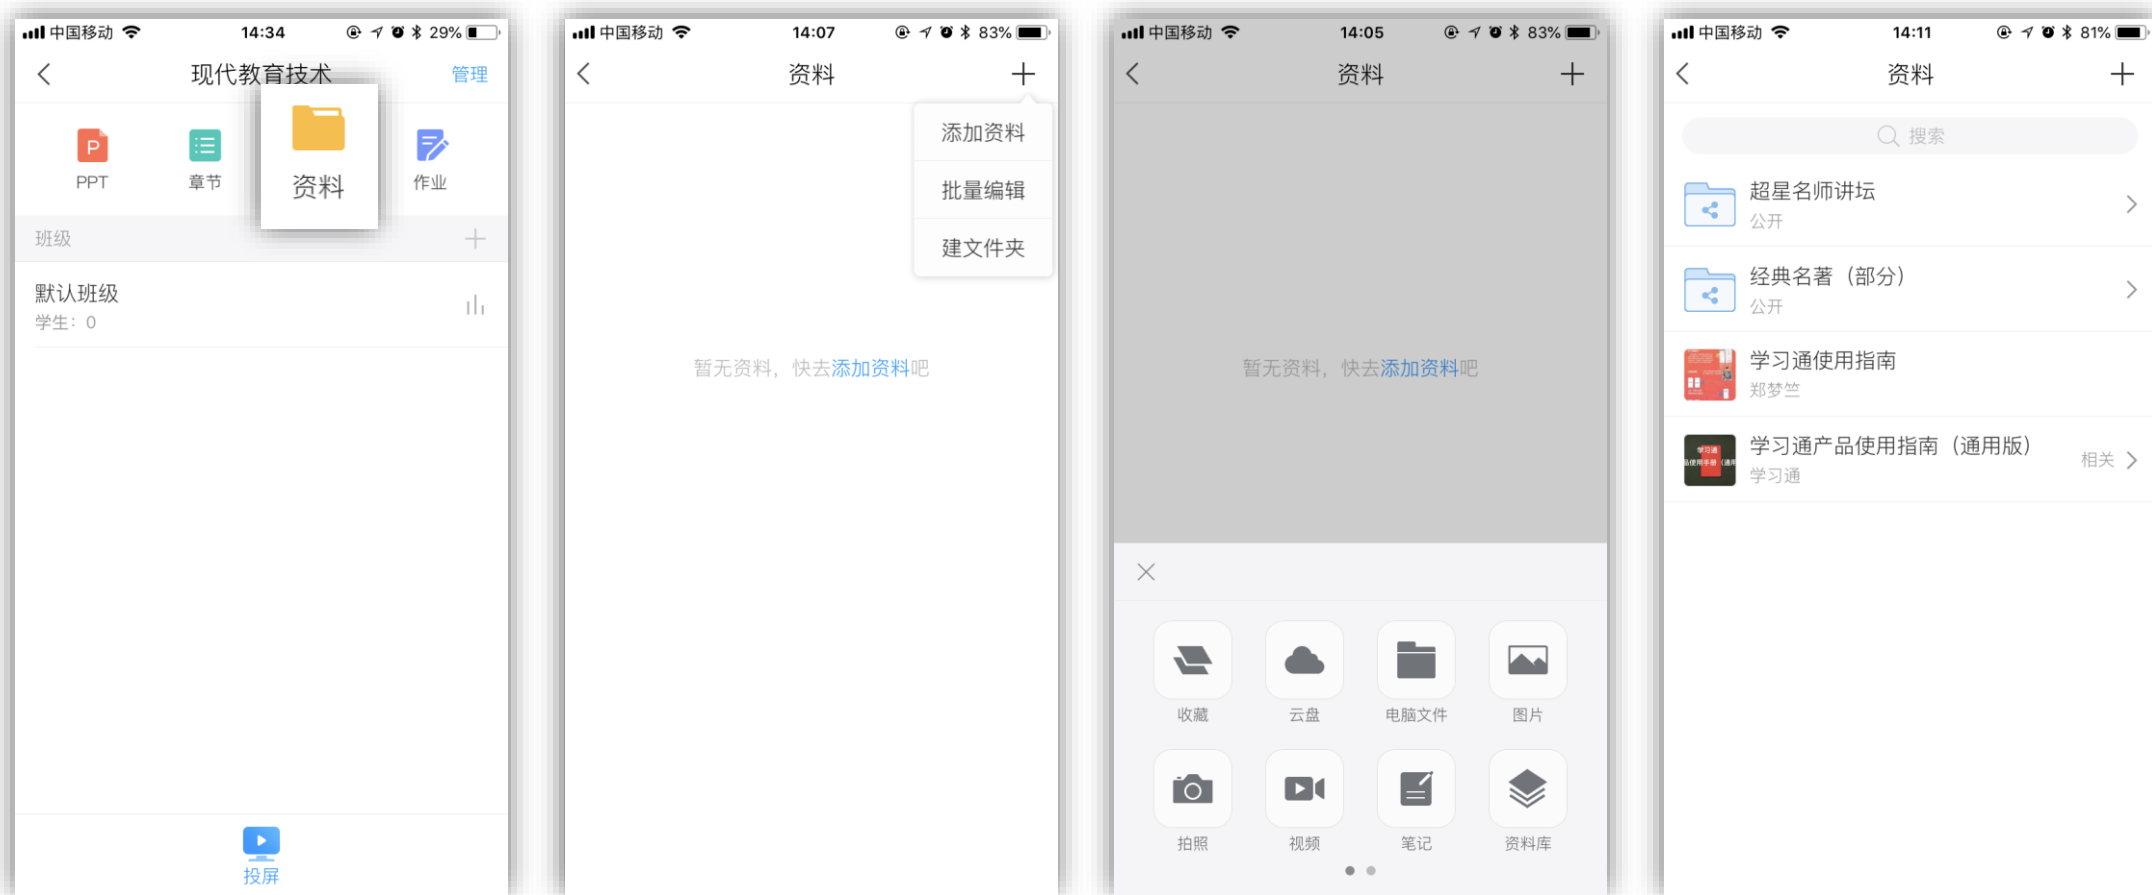 中国移动 14:34 29%
现代教育技术 管理
PPT 章节 资料 作业
班级
默认班级
学生：0
投屏
中国移动 14:07 83%
资料
添加资料
批量编辑
建文件夹
暂无资料，快去添加资料吧
中国移动 14:05 83%
资料
暂无资料，快去添加资料吧
收藏 云盘 电脑文件 图片
拍照 视频 笔记 资料库
中国移动 14:11 81%
资料
搜索
超星名师讲坛
公开
经典名著（部分）
公开
学习通使用指南
郑梦竺
学习通产品使用指南（通用版） 相关
学习通